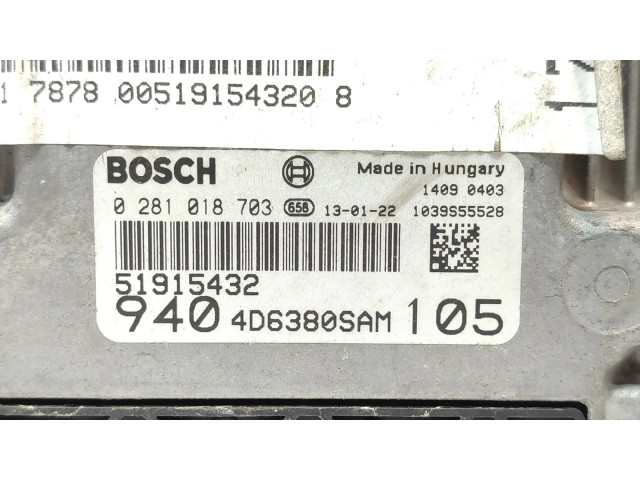 1 7878 00519154320 8
BOSCH Made in Hungary
1409 0403
0 281 018 703 658 13-01-22 1039S55528
51915432
940 4D6380SAM 105